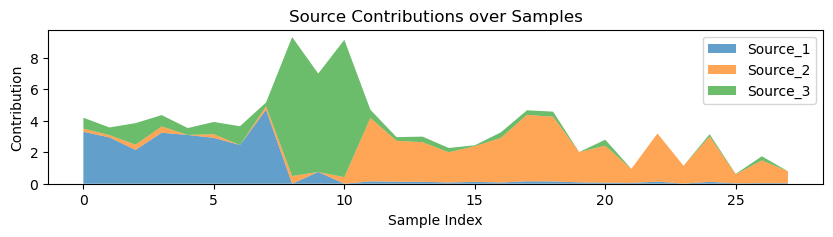 Source Contributions over Samples
Contribution
8
6
4
2
0
Source_1
Source_2
Source_3
0 5 10 15 20 25
Sample Index